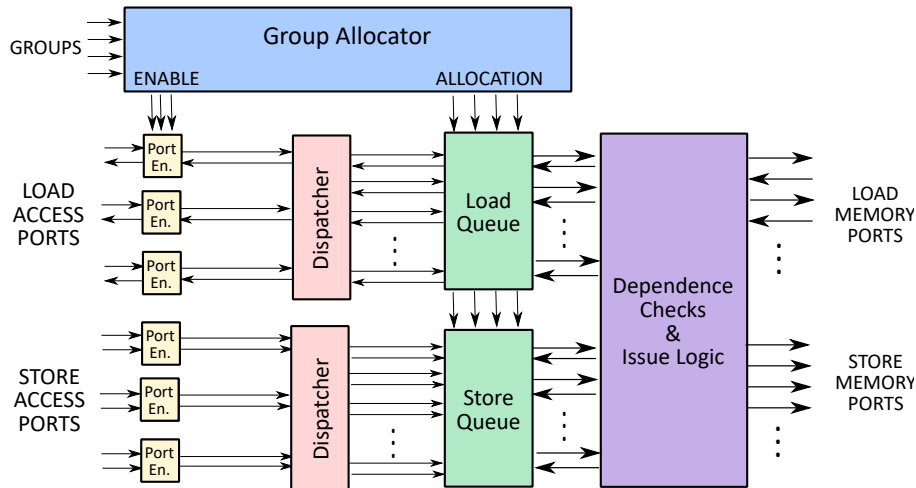 Group Allocator
GROUPS
ENABLE
ALLOCATION
Port
En.
Port
En.
Port
En.
LOAD
ACCESS
PORTS
Dispatcher
Load
Queue
Dependence
Checks
&
Issue Logic
LOAD
MEMORY
PORTS
Port
En.
Port
En.
Port
En.
STORE
ACCESS
PORTS
Dispatcher
Store
Queue
STORE
MEMORY
PORTS